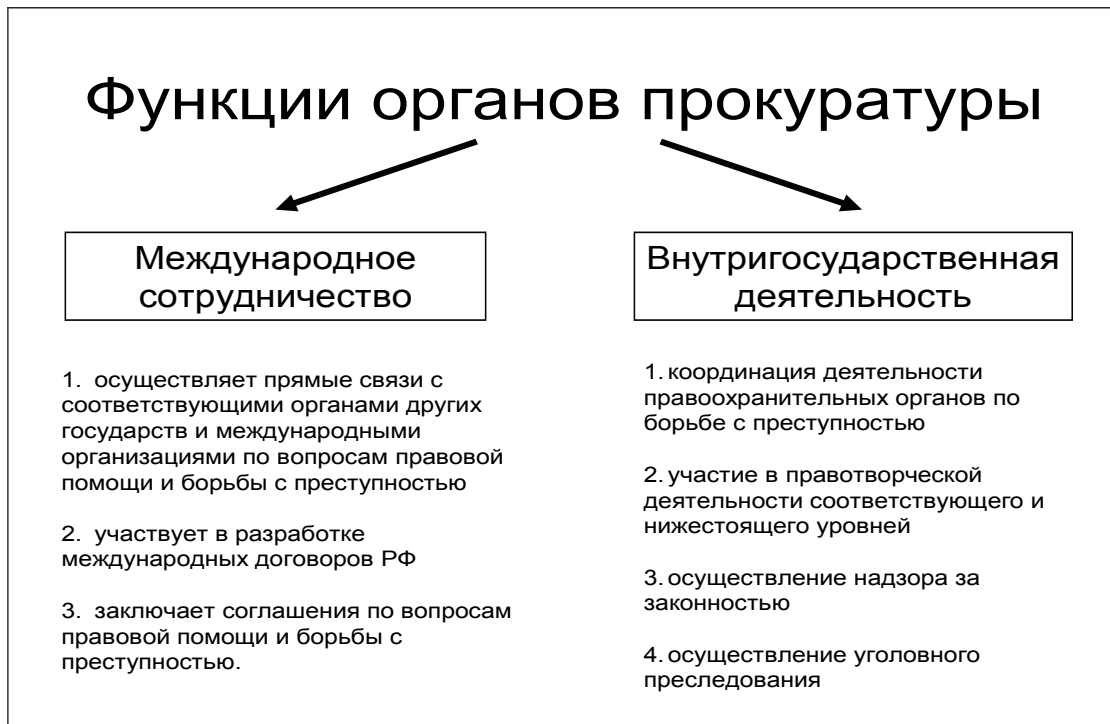 Функции органов прокуратуры
Международное
сотрудничество
1. осуществляет прямые связи с
соответствующими органами других
государств и международными
организациями по вопросам правовой
помощи и борьбы с преступностью
2. участвует в разработке
международных договоров РФ
3. заключает соглашения по вопросам
правовой помощи и борьбы с
преступностью.
Внутригосударственная
деятельность
1. координация деятельности
правоохранительных органов по
борьбе с преступностью
2. участие в правотворческой
деятельности соответствующего и
нижестоящего уровней
3. осуществление надзора за
законностью
4. осуществление уголовного
преследования